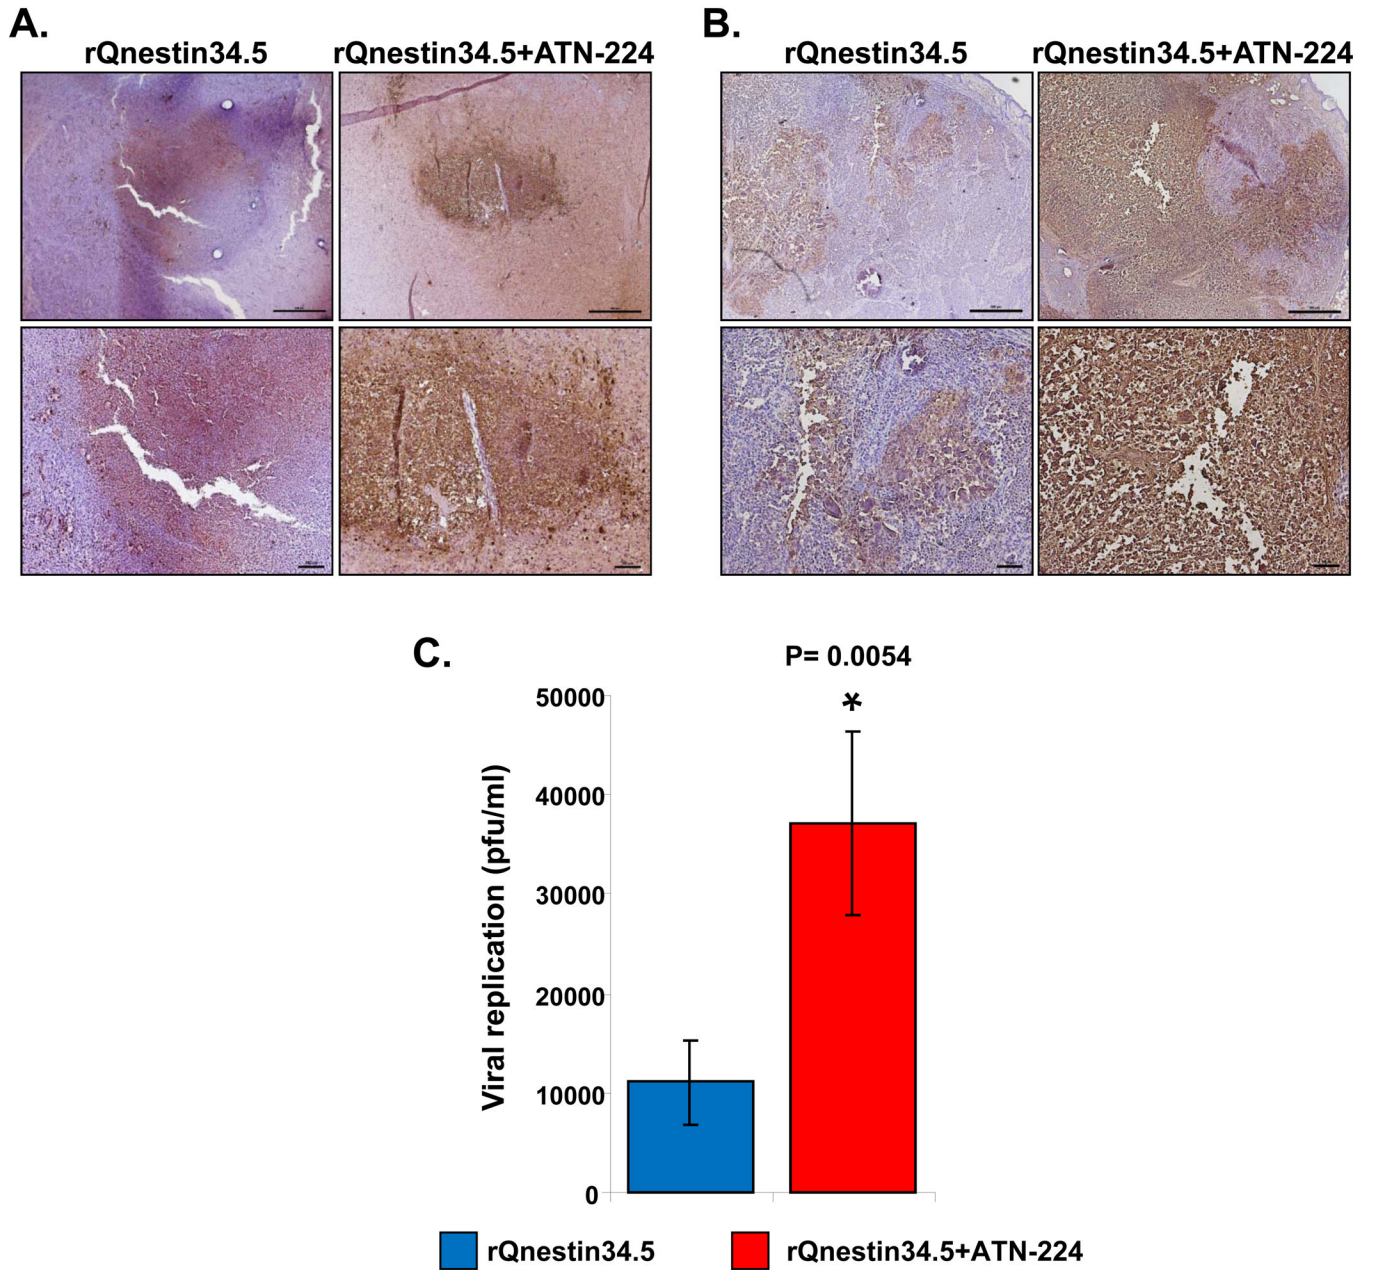 A.
rQnestin34.5 rQnestin34.5+ATN-224
B.
rQnestin34.5 rQnestin34.5+ATN-224
C.
P= 0.0054
*
50000
40000
30000
20000
10000
0
Viral replication (pfu/ml)
rQnestin34.5 rQnestin34.5+ATN-224